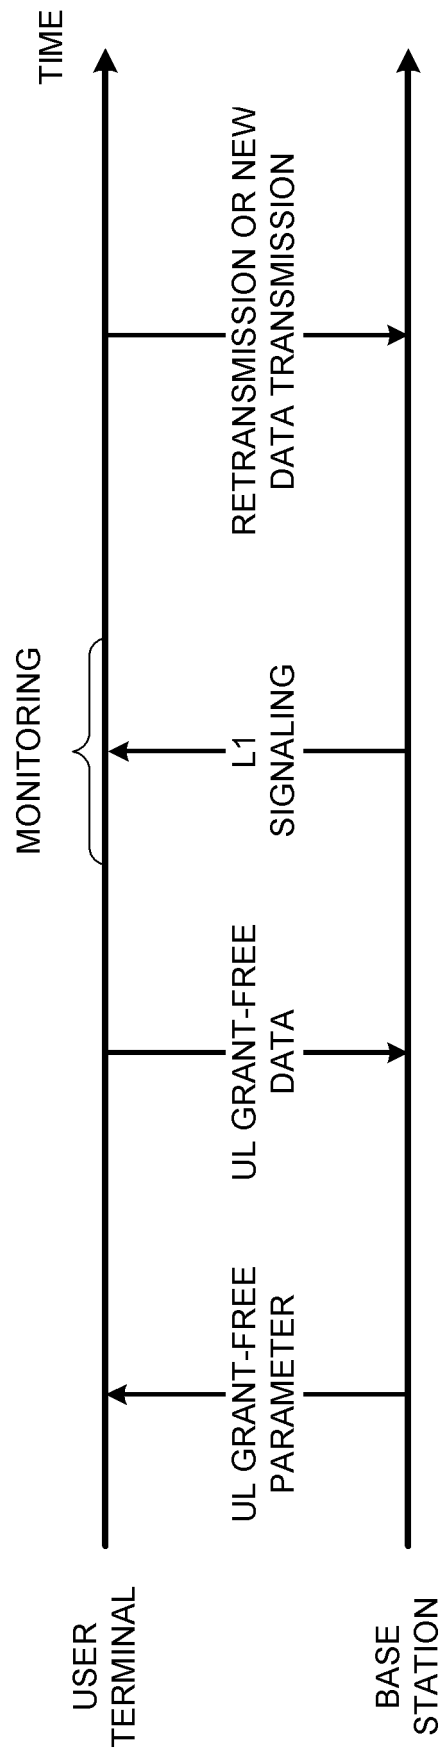 TIME
MONITORING
USER
TERMINAL
UL GRANT-FREE
PARAMETER
UL GRANT-FREE
DATA
L1
SIGNALING
RETRANSMISSION OR NEW
DATA TRANSMISSION
BASE
STATION